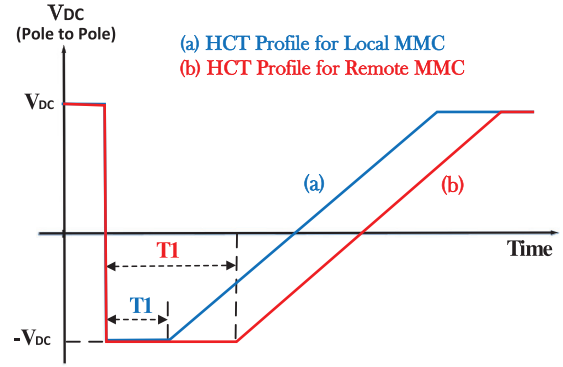 VDC
(Pole to Pole)
(a) HCT Profile for Local MMC
(b) HCT Profile for Remote MMC
VDC
(a)
(b)
T1
Time
T1
-VDC